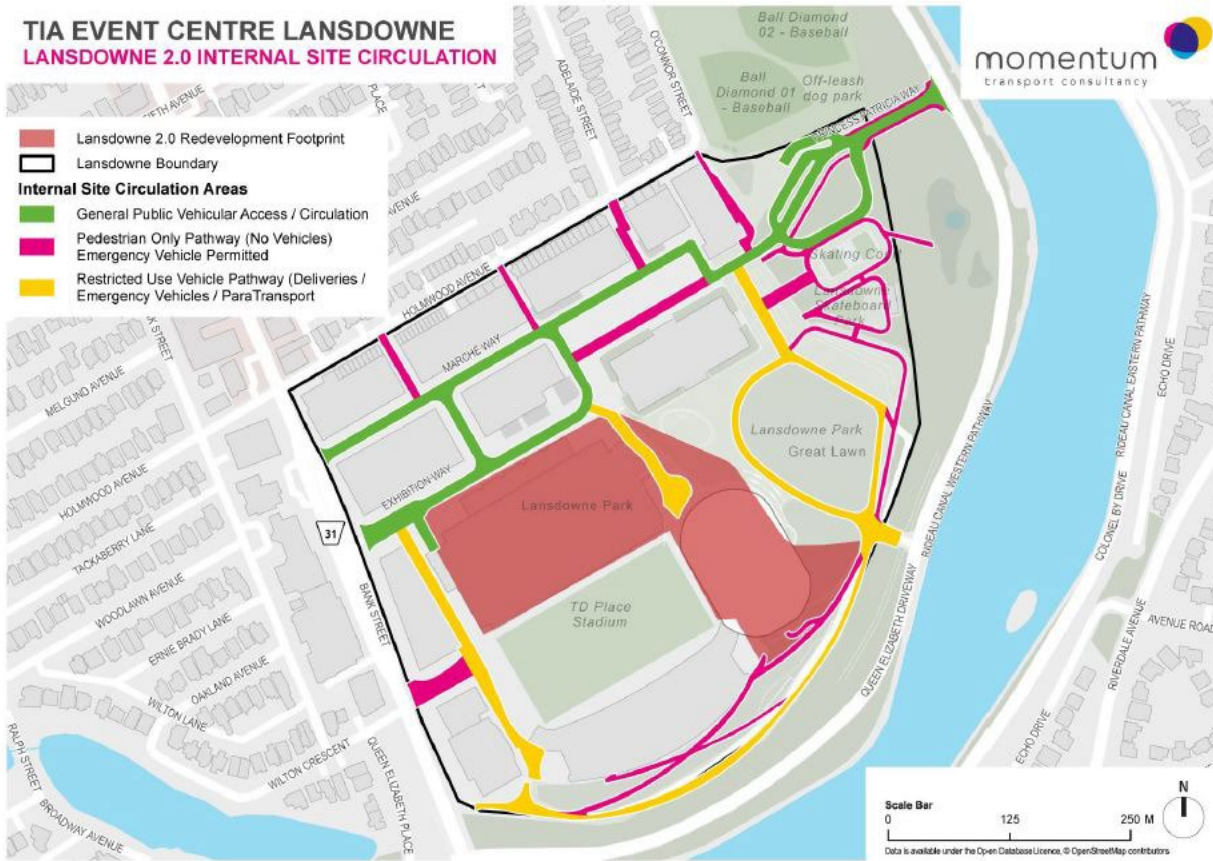 TIA EVENT CENTRE LANSDOWNE
LANSDOWNE 2.0 INTERNAL SITE CIRCULATION
momentum
transport consultancy
Lansdowne 2.0 Redevelopment Footprint
Lansdowne Boundary
Internal Site Circulation Areas
General Public Vehicular Access / Circulation
Pedestrian Only Pathway (No Vehicles)
Emergency Vehicle Permitted
Restricted Use Vehicle Pathway (Deliveries /
Emergency Vehicles / ParaTransport
Ball Diamond
02 - Baseball
Ball
Diamond 01
- Baseball
Off-leash
dog park
PRINCESS PATRICIA WAY
O'CONNOR STREET
ADELAIDE STREET
PLACE
AVENUE
AVENUE
HOLMWOOD AVENUE
MARCHÉ WAY
EXHIBITION WAY
Lansdowne
Skateboard
Park
Lansdowne Park
Great Lawn
Lansdowne Park
TD Place
Stadium
31
BANK STREET
MELGUND AVENUE
HOLMWOOD AVENUE
TACKABERRY LANE
WOODLAWN AVENUE
ERNIE BRADY LANE
OAKLAND AVENUE
WILTON LANE
WILTON CRESCENT
RALPH STREET
BROADWAY AVENUE
QUEEN ELIZABETH PLACE
QUEEN ELIZABETH DRIVEWAY
RIDEAU CANAL WESTERN PATHWAY
RIDEAU CANAL EASTERN PATHWAY
COLONEL BY DRIVE
ECHO DRIVE
ECHO DRIVE
RIVERDALE AVENUE
AVENUE ROAD
Scale Bar
0 125 250 M
N
Data is available under the Open Database Licence, © OpenStreetMap contributors